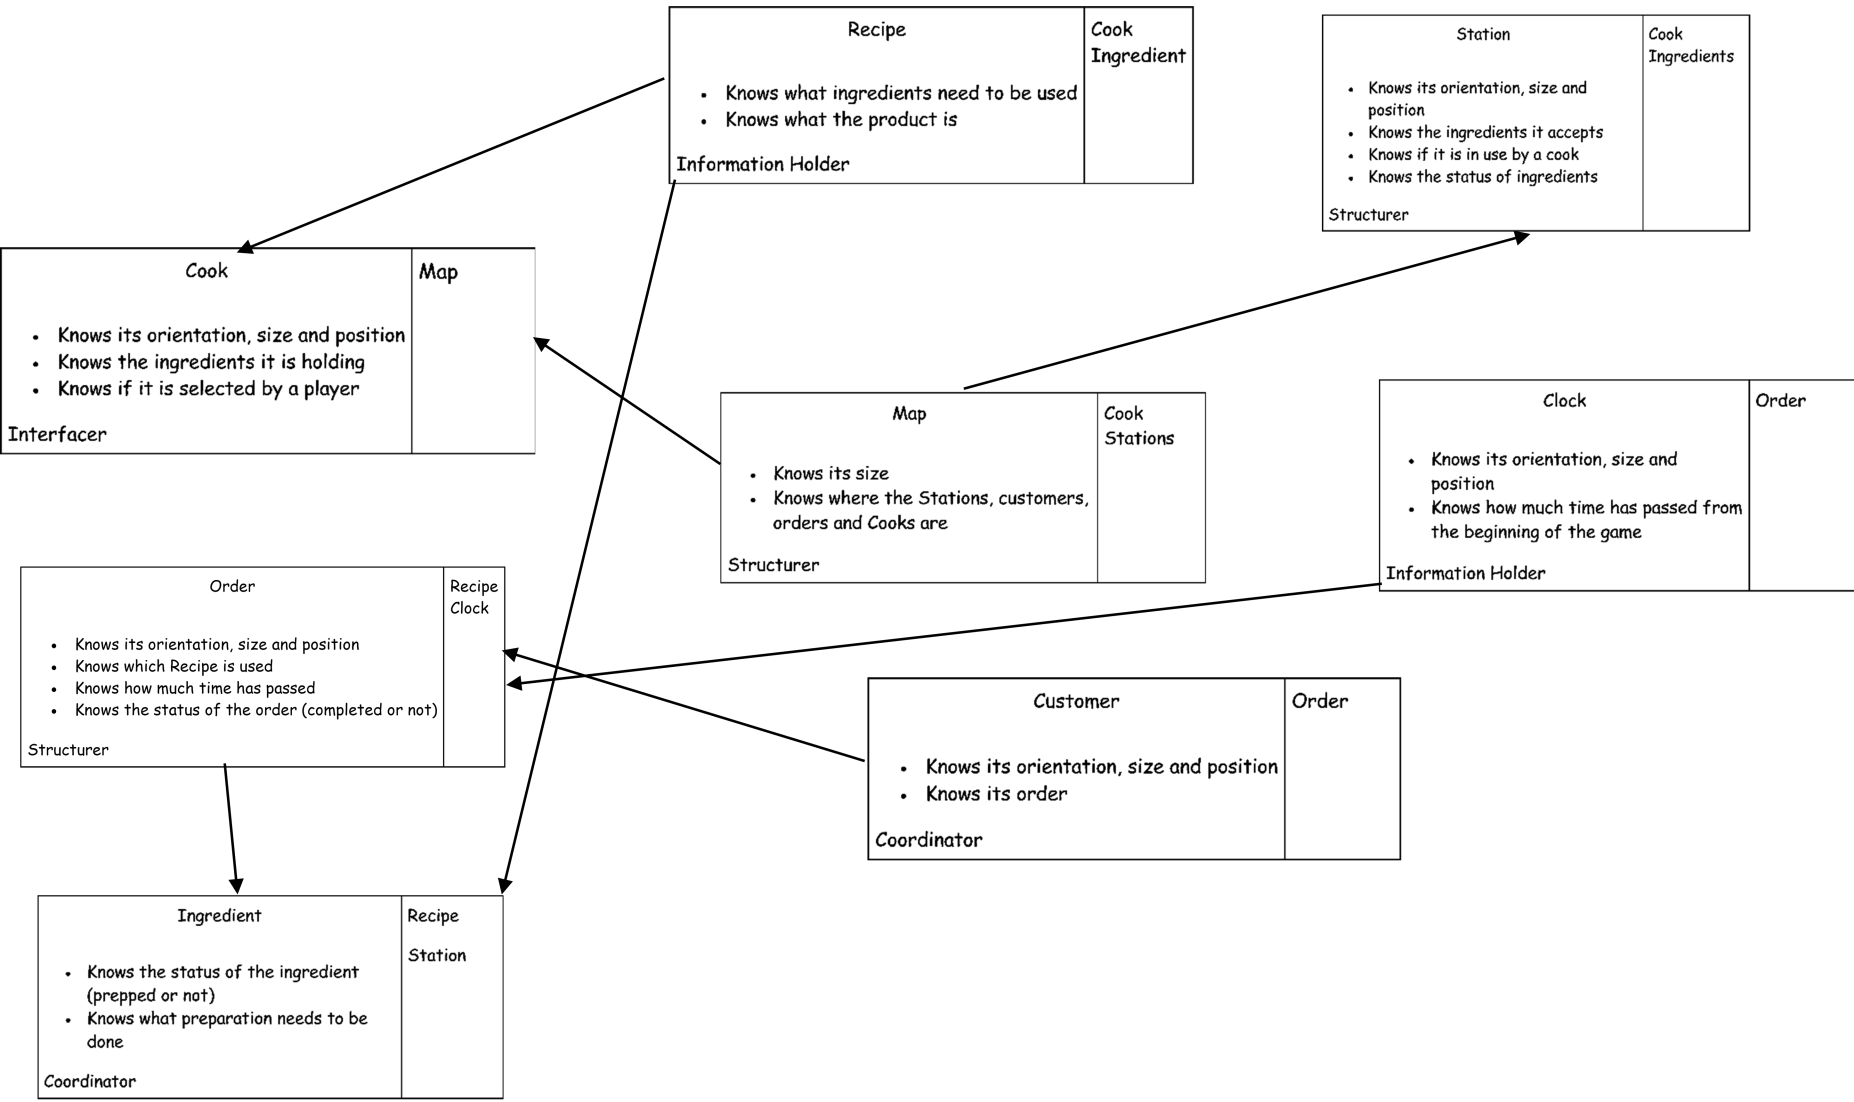 Recipe
Cook
Ingredient
• Knows what ingredients need to be used
• Knows what the product is
Information Holder
Station
Cook
Ingredients
• Knows its orientation, size and
position
• Knows the ingredients it accepts
• Knows if it is in use by a cook
• Knows the status of ingredients
Structurer
Cook
Map
• Knows its orientation, size and position
• Knows the ingredients it is holding
• Knows if it is selected by a player
Interfacer
Map
Cook
Stations
• Knows its size
• Knows where the Stations, customers,
orders and Cooks are
Structurer
Clock
Order
• Knows its orientation, size and
position
• Knows how much time has passed from
the beginning of the game
Information Holder
Order
Recipe
Clock
• Knows its orientation, size and position
• Knows which Recipe is used
• Knows how much time has passed
• Knows the status of the order (completed or not)
Structurer
Customer
Order
• Knows its orientation, size and position
• Knows its order
Coordinator
Ingredient
Recipe
Station
• Knows the status of the ingredient
(prepped or not)
• Knows what preparation needs to be
done
Coordinator